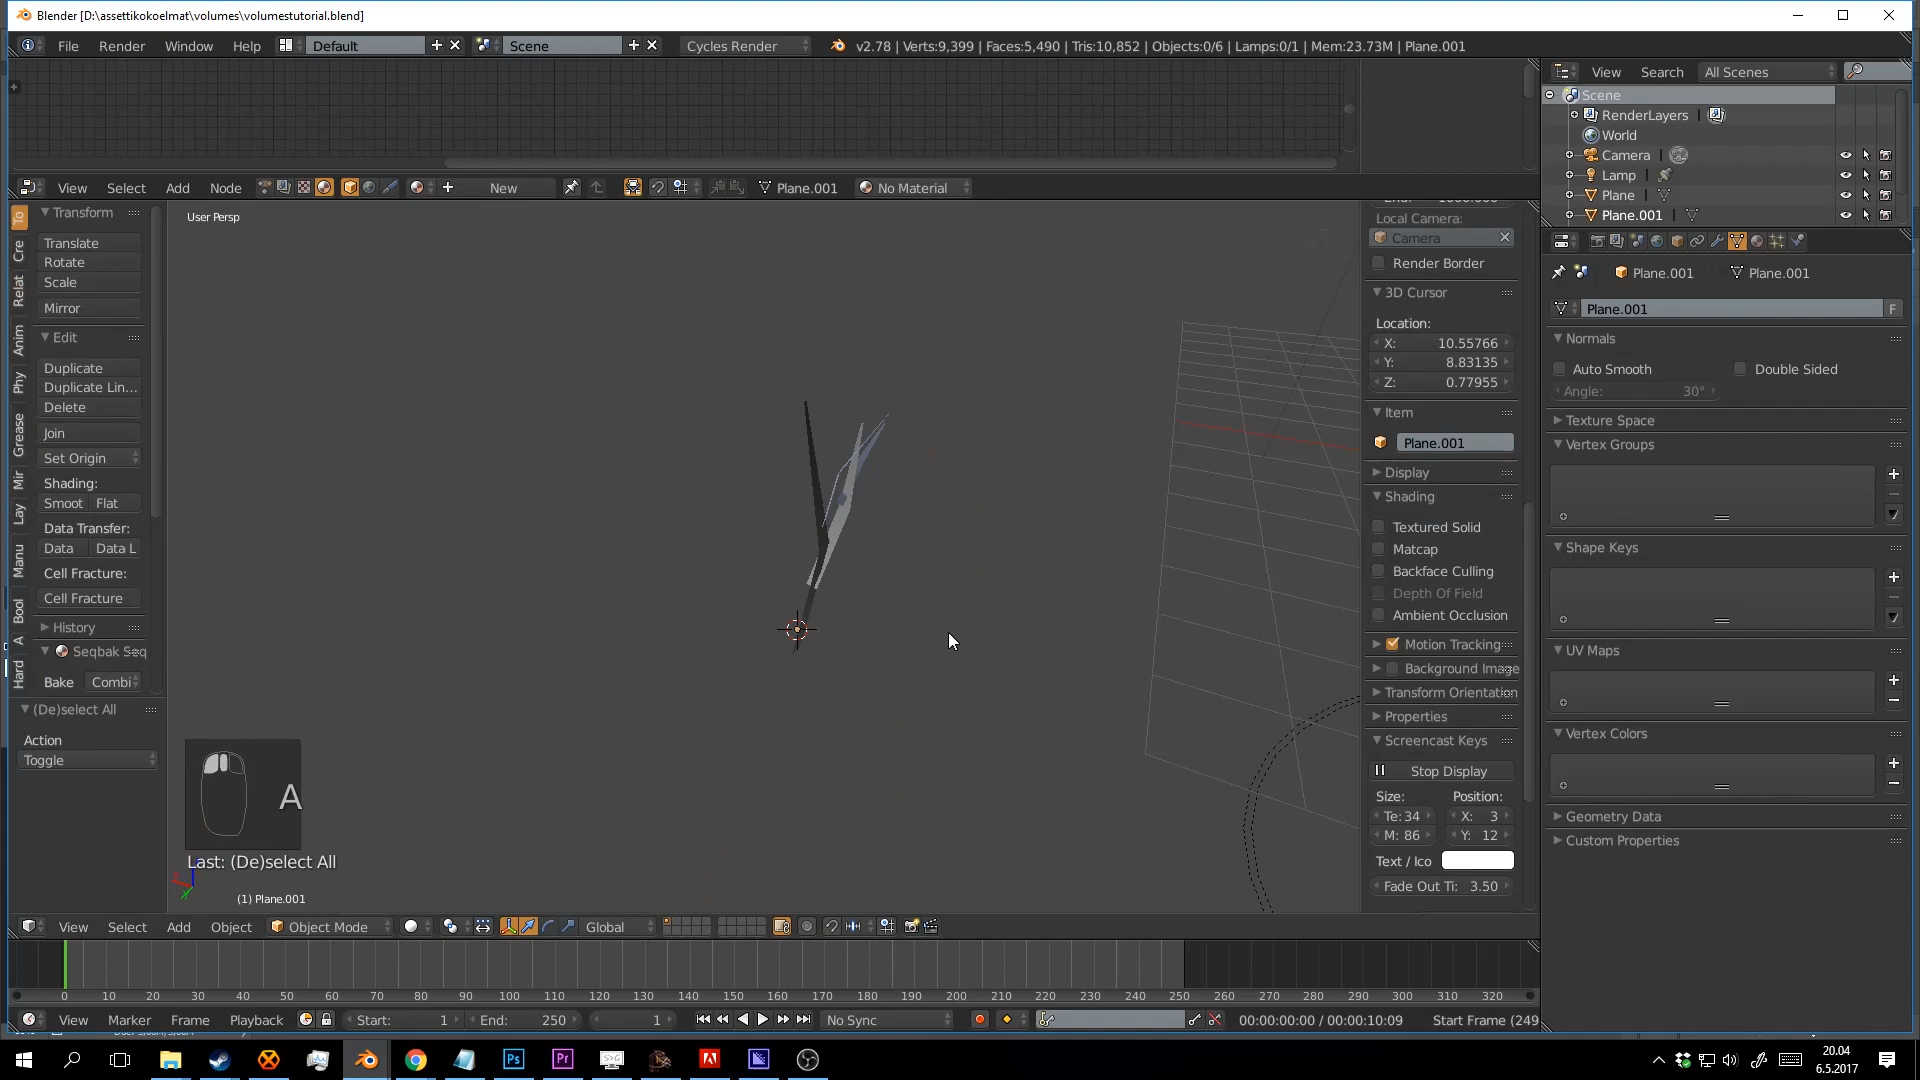 Blender [D:\assettikokoelmat\volumes\volumestutorial.blend]
File Render Window Help Default Scene Cycles Render v2.78 | Verts:9,399 | Faces:5,490 | Tris:10,852 | Objects:0/6 | Lamps:0/1 | Mem:23.73M | Plane.001
View Search All Scenes
Scene
RenderLayers
World
Camera
Lamp
Plane
Plane.001
View Select Add Node New Plane.001 No Material
To
Cre
Relat
Anim
Phy
Grease
Mir
Lay
Manu
Bool
A
Hard
Transform
Translate
Rotate
Scale
Mirror
Edit
Duplicate
Duplicate Lin...
Delete
Join
Set Origin
Shading:
Smoot Flat
Data Transfer:
Data Data L
Cell Fracture:
Cell Fracture
History
Seqbak Seq
Bake Combi
(De)select All
Action
Toggle
User Persp
A
Last: (De)select All
(1) Plane.001
Local Camera:
Camera
Render Border
3D Cursor
Location:
X: 10.55766
Y: 8.83135
Z: 0.77955
Item
Plane.001
Display
Shading
Textured Solid
Matcap
Backface Culling
Depth Of Field
Ambient Occlusion
Motion Tracking
Background Image
Transform Orientation
Properties
Screencast Keys
Stop Display
Size: Position:
Te: 34 X: 3
M: 86 Y: 12
Text / Ico
Fade Out Ti: 3.50
Plane.001 Plane.001
Plane.001 F
Normals
Auto Smooth Double Sided
Angle: 30°
Texture Space
Vertex Groups
Shape Keys
UV Maps
Vertex Colors
Geometry Data
Custom Properties
View Select Add Object Object Mode Global
0 10 20 30 40 50 60 70 80 90 100 110 120 130 140 150 160 170 180 190 200 210 220 230 240 250 260 270 280 290 300 310 320
View Marker Frame Playback Start: 1 End: 250 1 No Sync 00:00:00:00 / 00:00:10:09 Start Frame (249
Ps Pr
20.04
6.5.2017